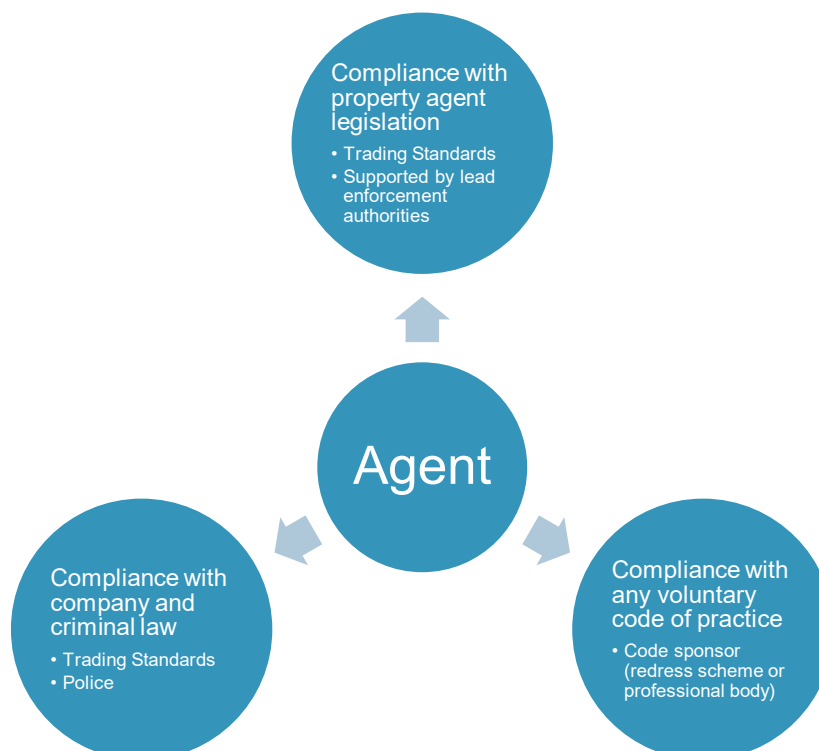 Compliance with
property agent
legislation
• Trading Standards
• Supported by lead
enforcement
authorities
Agent
Compliance with
company and
criminal law
• Trading Standards
• Police
Compliance with
any voluntary
code of practice
• Code sponsor
(redress scheme or
professional body)